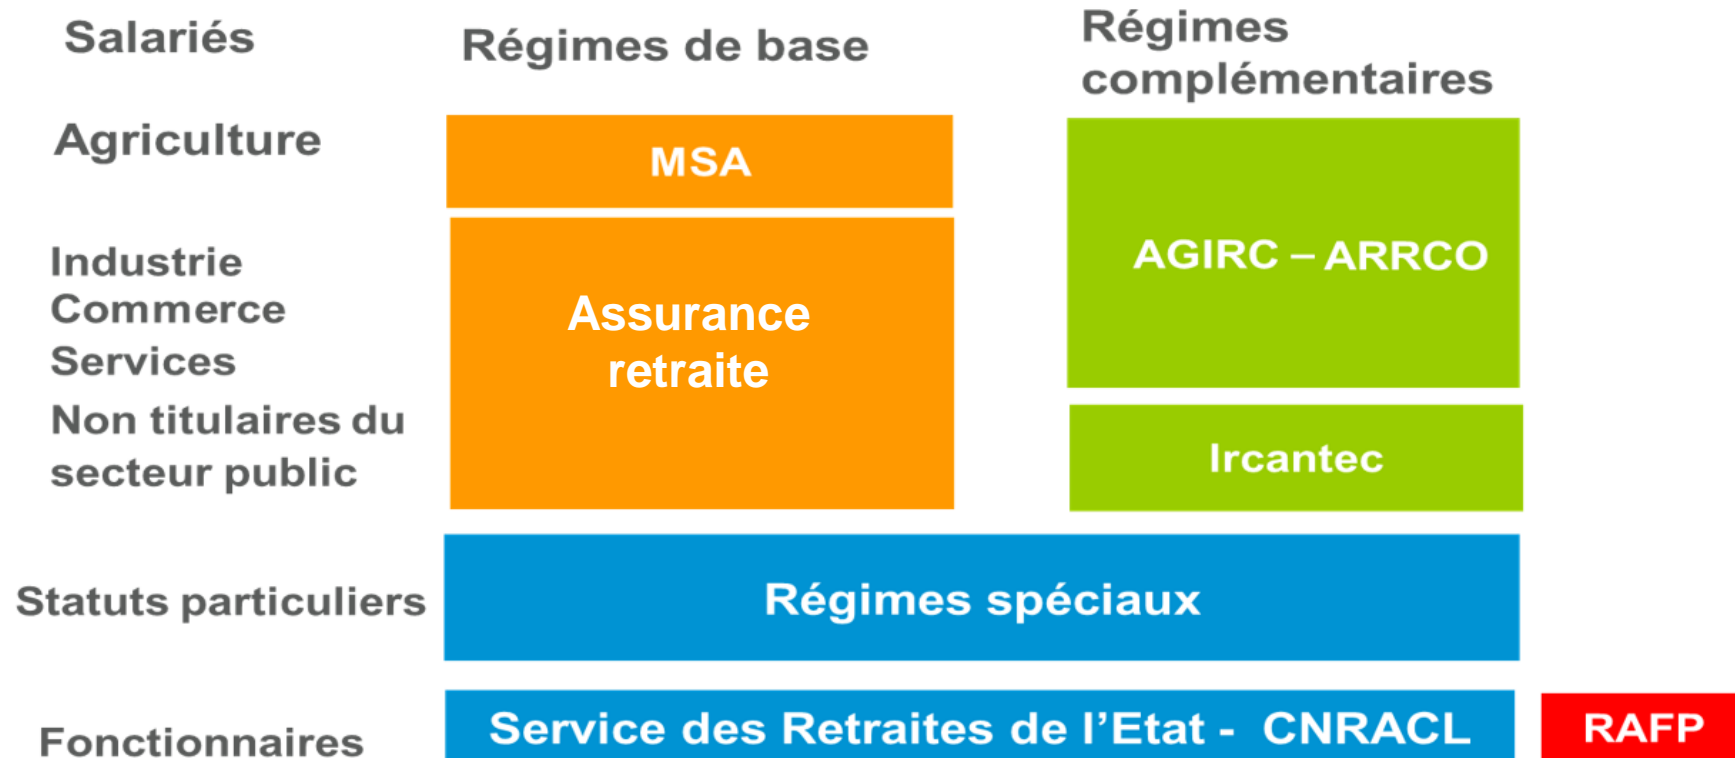 Salariés
Régimes de base
Régimes
complémentaires
Agriculture
MSA
AGIRC – ARRCO
Industrie
Commerce
Services
Assurance
retraite
Non titulaires du
secteur public
Ircantec
Statuts particuliers
Régimes spéciaux
Fonctionnaires
Service des Retraites de l’Etat - CNRACL
RAFP